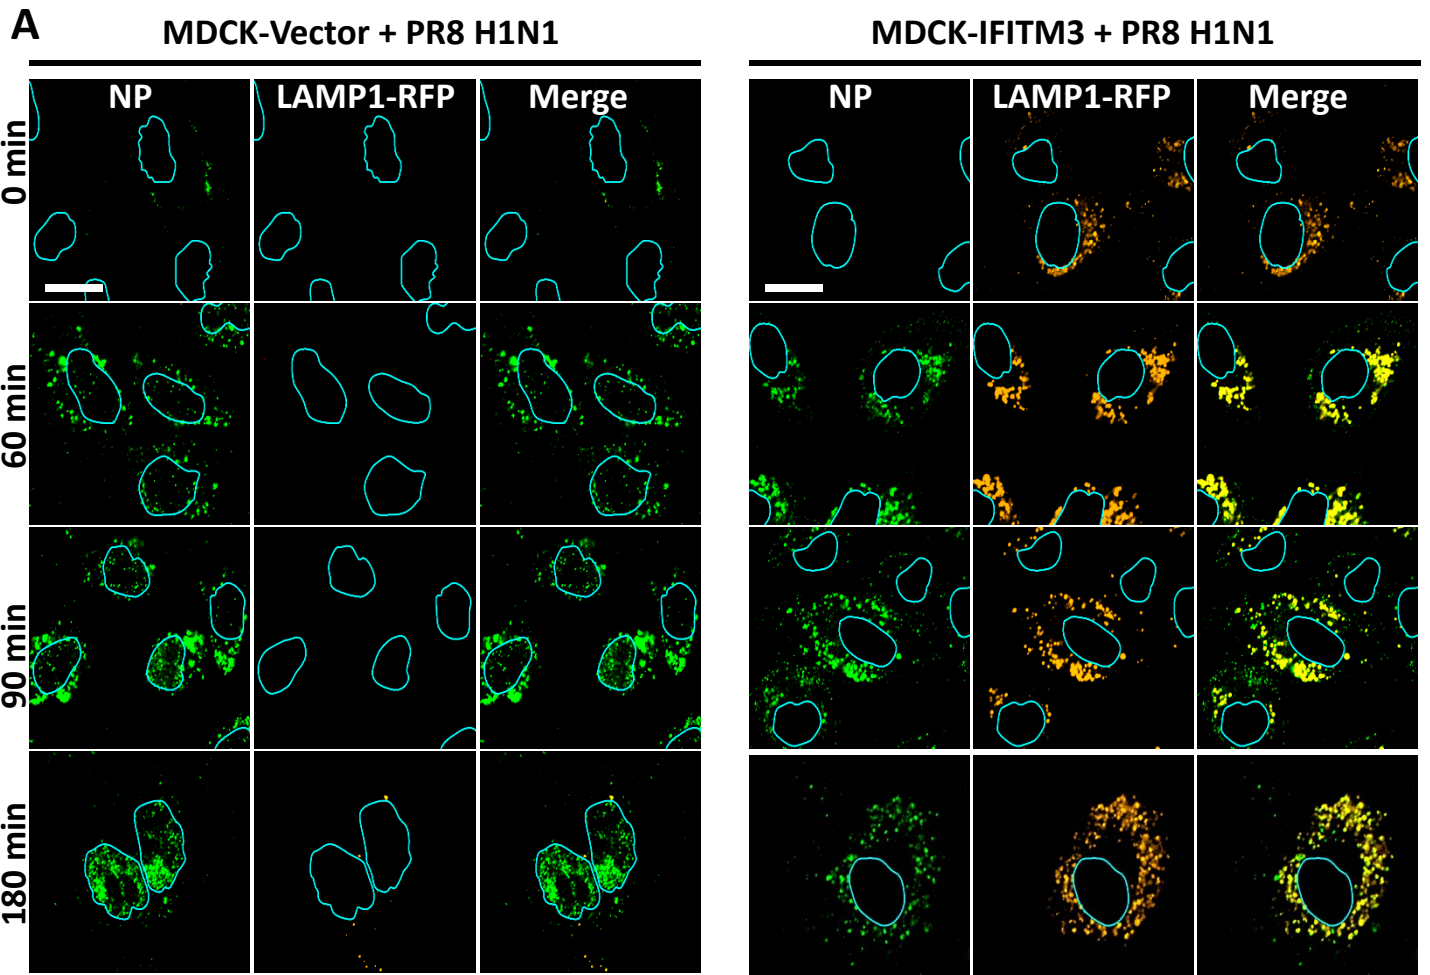 A
MDCK-Vector + PR8 H1N1
MDCK-IFITM3 + PR8 H1N1
NP
LAMP1-RFP
Merge
NP
LAMP1-RFP
Merge
0 min
60 min
90 min
180 min